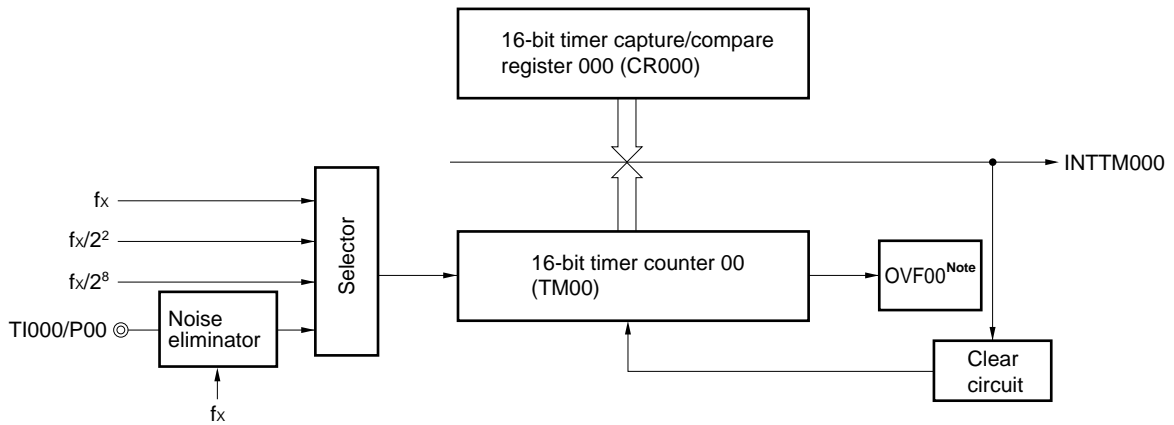 16-bit timer capture/compare
register 000 (CR000)
INTTM000
fX
fX/2²
fX/2⁸
TI000/P00
Noise
eliminator
fX
Selector
16-bit timer counter 00
(TM00)
OVF00Note
Clear
circuit